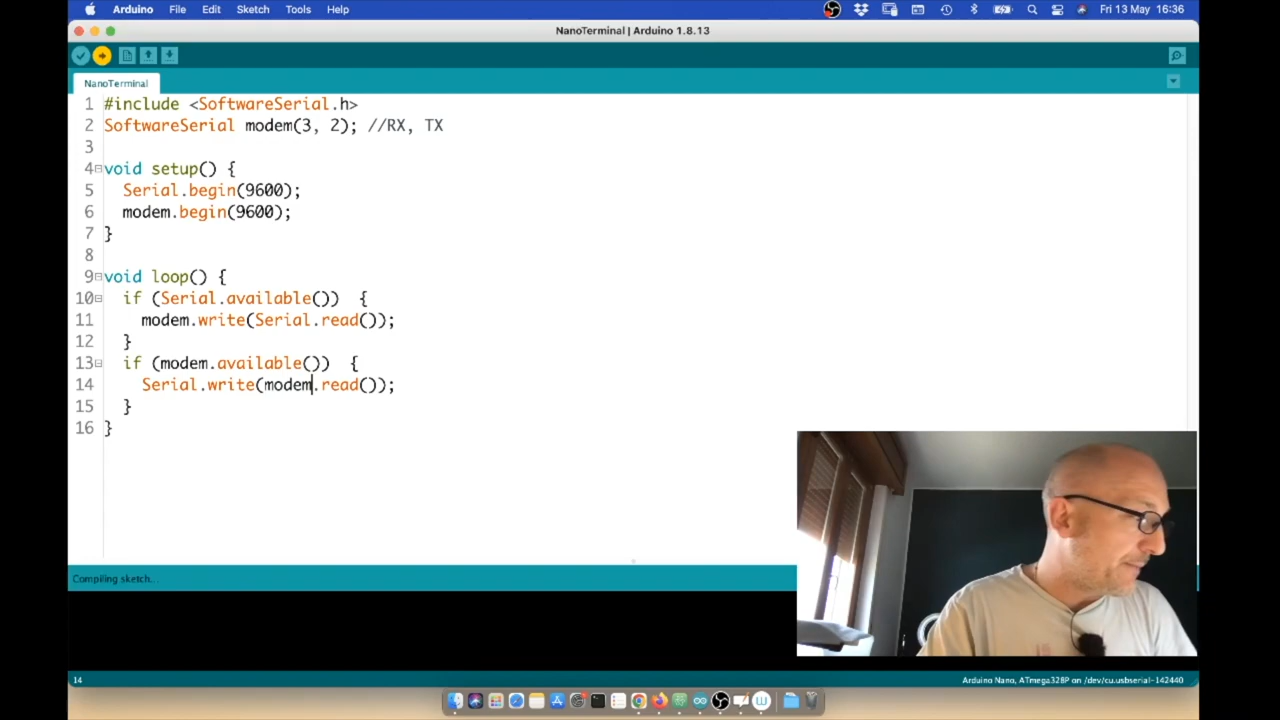 Arduino File Edit Sketch Tools Help Fri 13 May 16:36
NanoTerminal | Arduino 1.8.13
NanoTerminal
1 #include <SoftwareSerial.h>
2 SoftwareSerial modem(3, 2); //RX, TX
3
4 void setup() {
5 Serial.begin(9600);
6 modem.begin(9600);
7 }
8
9 void loop() {
10 if (Serial.available()) {
11 modem.write(Serial.read());
12 }
13 if (modem.available()) {
14 Serial.write(modem.read());
15 }
16 }
Compiling sketch...
14 Arduino Nano, ATmega328P on /dev/cu.usbserial-142440